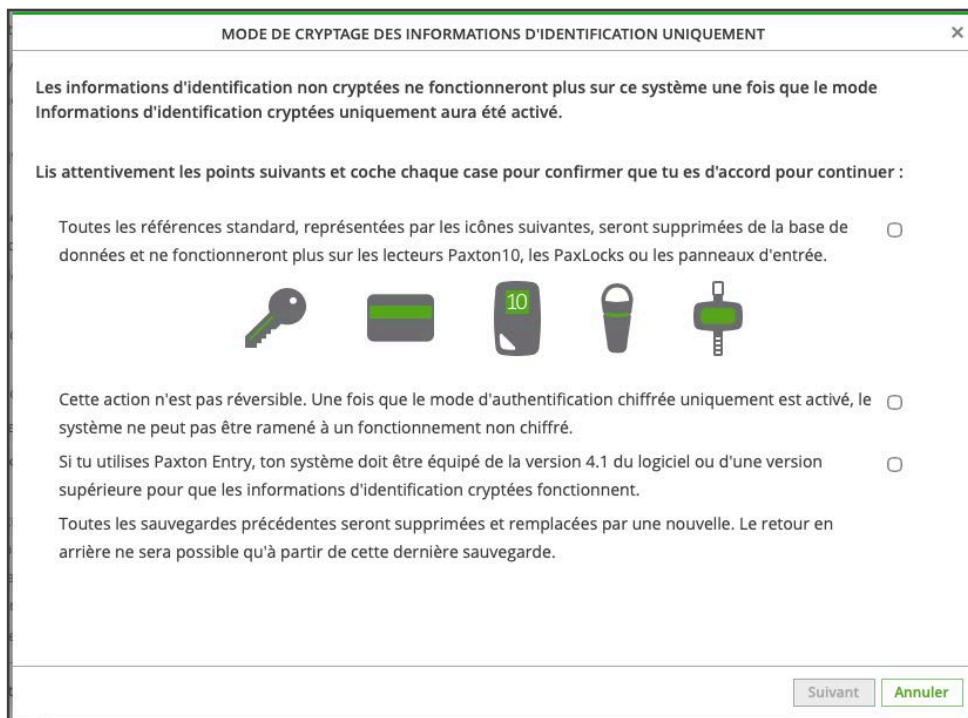 MODE DE CRYPTAGE DES INFORMATIONS D'IDENTIFICATION UNIQUEMENT
Les informations d'identification non cryptées ne fonctionneront plus sur ce système une fois que le mode
Informations d'identification cryptées uniquement aura été activé.
Lis attentivement les points suivants et coche chaque case pour confirmer que tu es d'accord pour continuer :
Toutes les références standard, représentées par les icônes suivantes, seront supprimées de la base de
données et ne fonctionneront plus sur les lecteurs Paxton10, les PaxLocks ou les panneaux d'entrée.
10
Cette action n'est pas réversible. Une fois que le mode d'authentification chiffrée uniquement est activé, le
système ne peut pas être ramené à un fonctionnement non chiffré.
Si tu utilises Paxton Entry, ton système doit être équipé de la version 4.1 du logiciel ou d'une version
supérieure pour que les informations d'identification cryptées fonctionnent.
Toutes les sauvegardes précédentes seront supprimées et remplacées par une nouvelle. Le retour en
arrière ne sera possible qu'à partir de cette dernière sauvegarde.
Suivant
Annuler